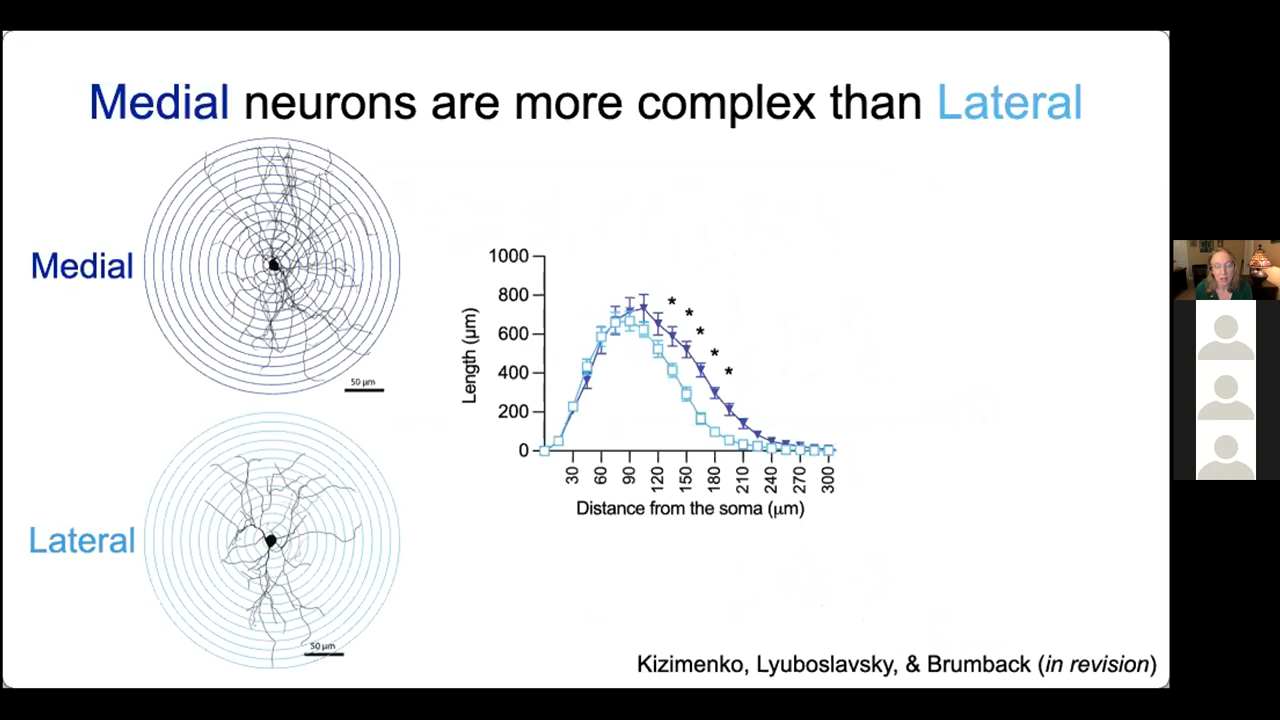 Medial neurons are more complex than Lateral
Medial
50 µm
Lateral
50 µm
Length (µm)
1000
800
600
400
200
0
* * * * *
30 60 90 120 150 180 210 240 270 300
Distance from the soma (µm)
Kizimenko, Lyuboslavsky, & Brumback (in revision)